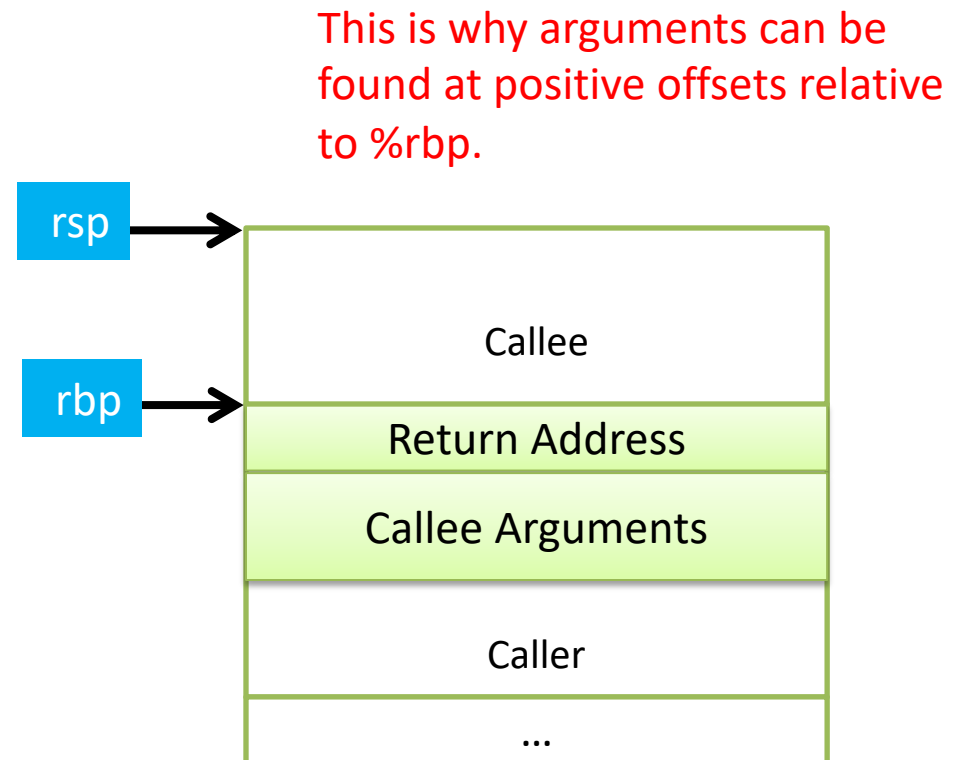 This is why arguments can be
found at positive offsets relative
to %rbp.
rsp
Callee
rbp
Return Address
Callee Arguments
Caller
...